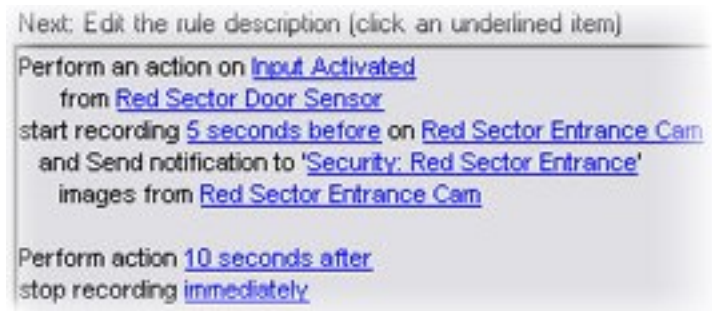 Next: Edit the rule description (click an underlined item)
Perform an action on Input Activated
from Red Sector Door Sensor
start recording 5 seconds before on Red Sector Entrance Cam
and Send notification to 'Security: Red Sector Entrance'
images from Red Sector Entrance Cam
Perform action 10 seconds after
stop recording immediately